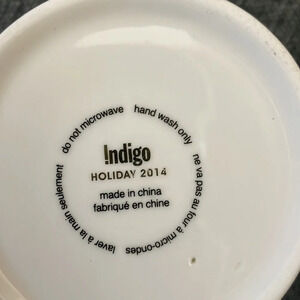 !ndigo
HOLIDAY 2014
made in china
fabriqué en chine
do not microwave
hand wash only
ne va pas au four à micro-ondes
laver à la main seulement